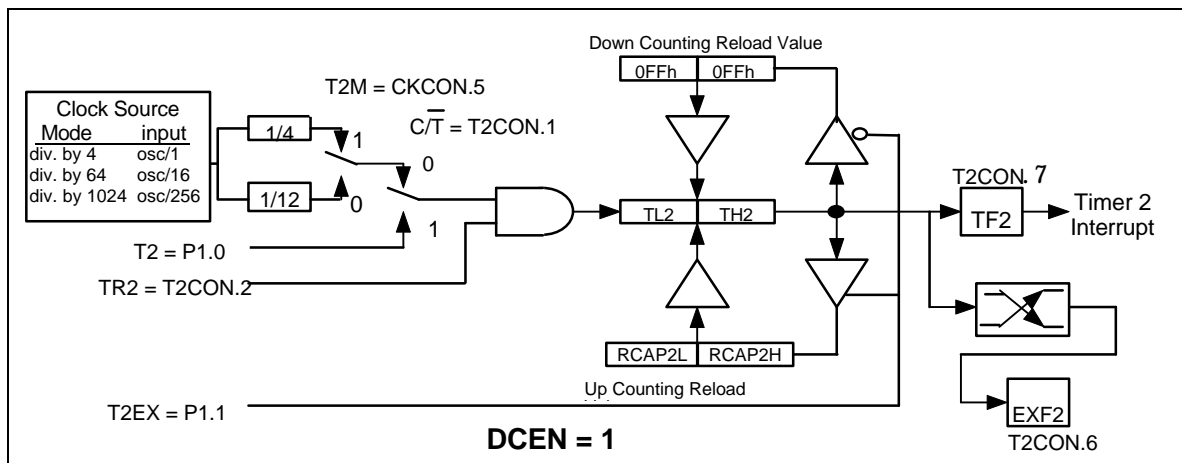 Down Counting Reload Value
0FFh 0FFh
T2M = CKCON.5
C/T̅ = T2CON.1
Clock Source
Mode input
div. by 4 osc/1
div. by 64 osc/16
div. by 1024 osc/256
1/4
1
0
1/12
0
1
T2 = P1.0
TR2 = T2CON.2
TL2 TH2
T2CON.7
TF2
Timer 2
Interrupt
RCAP2L RCAP2H
Up Counting Reload
T2EX = P1.1
EXF2
T2CON.6
DCEN = 1